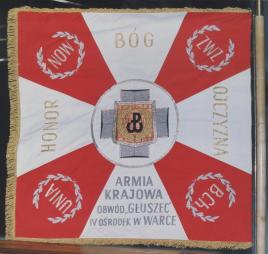 BÓG
NOW
ZWZ
HONOR
OJCZYZNA
UNIA
BCh
ARMIA
KRAJOWA
OBWÓD „GŁUSZEC"
IV OŚRODEK W WARCE